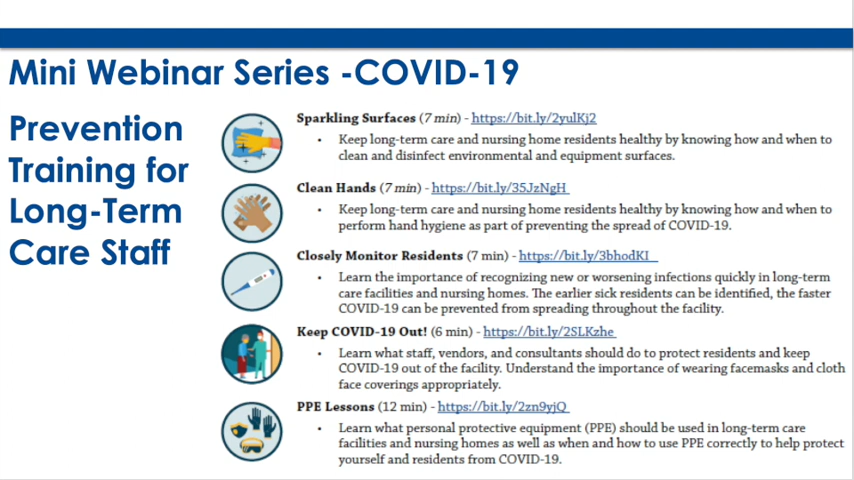 Mini Webinar Series -COVID-19
Prevention
Training for
Long-Term
Care Staff
Sparkling Surfaces (7 min) - https://bit.ly/2yulKj2
• Keep long-term care and nursing home residents healthy by knowing how and when to
clean and disinfect environmental and equipment surfaces.
Clean Hands (7 min) - https://bit.ly/35JzNgH
• Keep long-term care and nursing home residents healthy by knowing how and when to
perform hand hygiene as part of preventing the spread of COVID-19.
Closely Monitor Residents (7 min) - https://bit.ly/3bhodKI
• Learn the importance of recognizing new or worsening infections quickly in long-term
care facilities and nursing homes. The earlier sick residents can be identified, the faster
COVID-19 can be prevented from spreading throughout the facility.
Keep COVID-19 Out! (6 min) - https://bit.ly/2SLKzhe
• Learn what staff, vendors, and consultants should do to protect residents and keep
COVID-19 out of the facility. Understand the importance of wearing facemasks and cloth
face coverings appropriately.
PPE Lessons (12 min) - https://bit.ly/2zn9yjQ
• Learn what personal protective equipment (PPE) should be used in long-term care
facilities and nursing homes as well as when and how to use PPE correctly to help protect
yourself and residents from COVID-19.